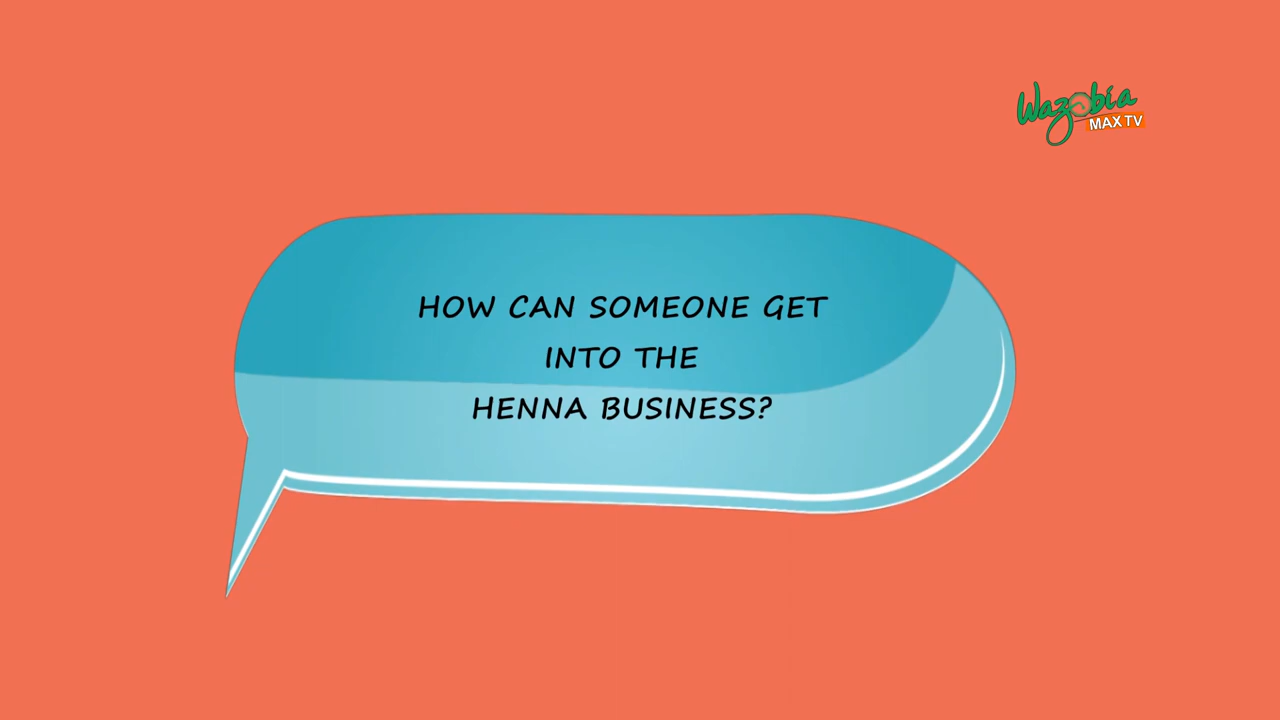 Wazobia
MAX TV
HOW CAN SOMEONE GET
INTO THE
HENNA BUSINESS?